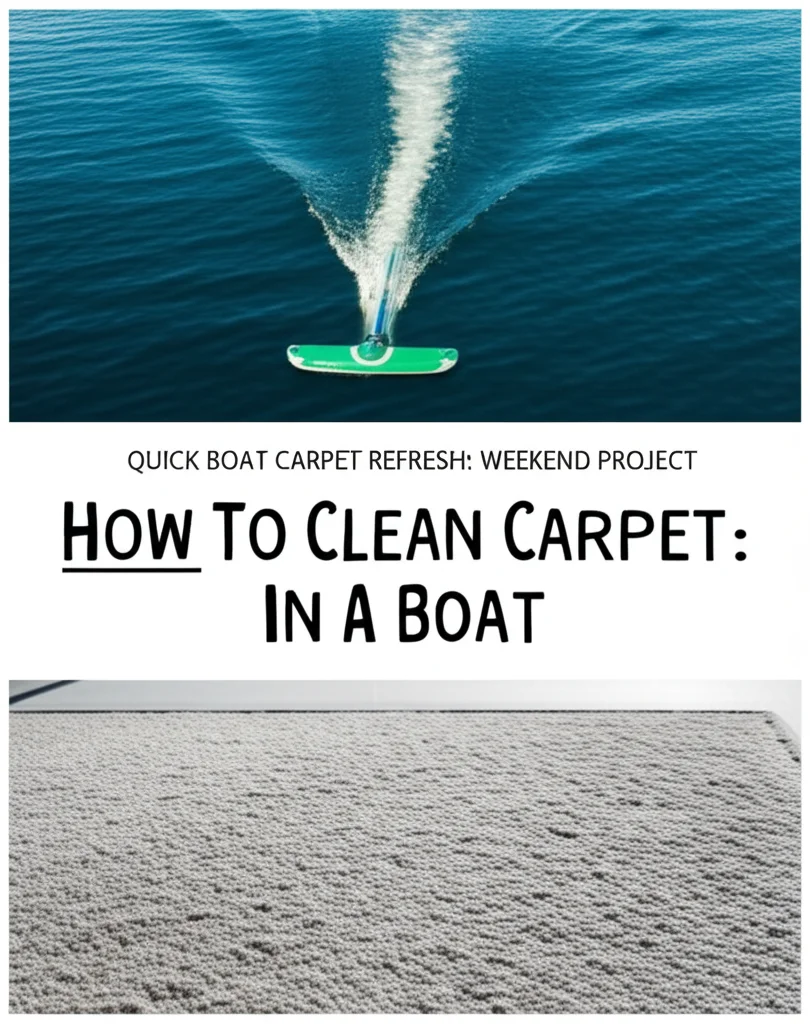 QUICK BOAT CARPET REFRESH: WEEKEND PROJECT
HOW TO CLEAN CARPET:
IN A BOAT